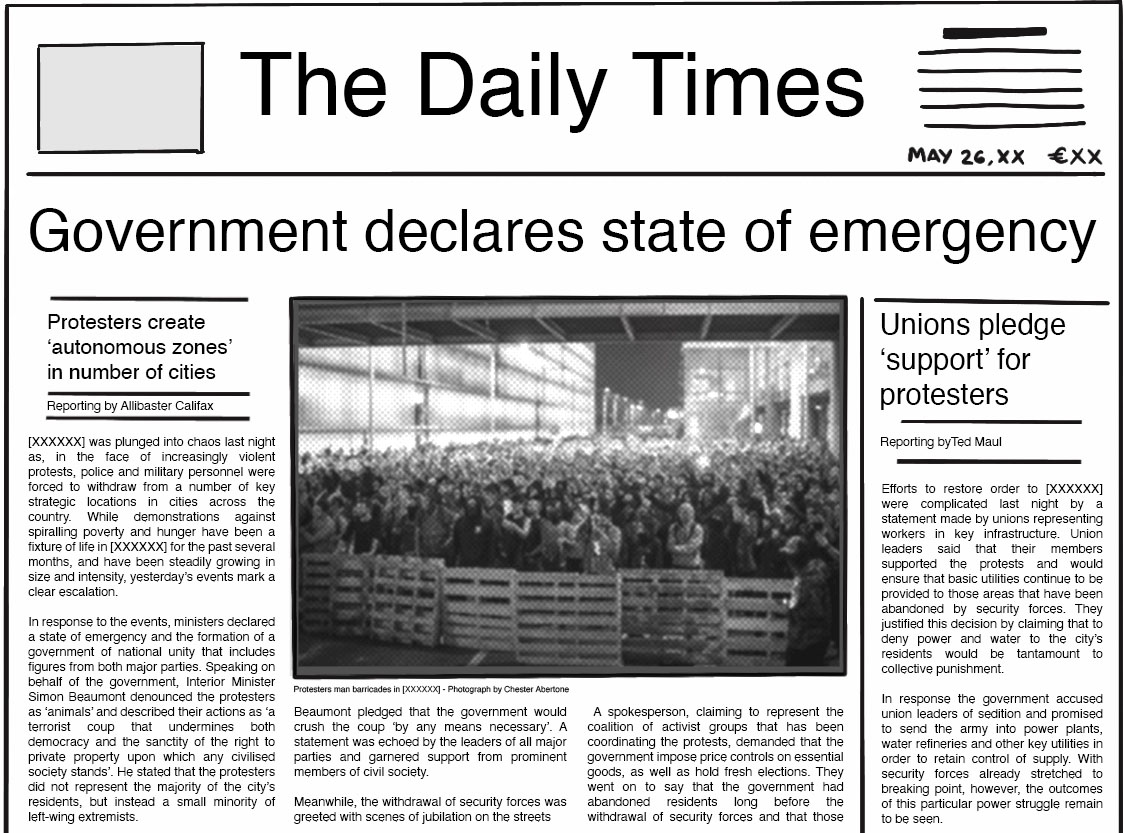 The Daily Times
MAY 26, XX €XX
Government declares state of emergency
Protesters create
‘autonomous zones’
in number of cities
Reporting by Allibaster Califax
[XXXXXX] was plunged into chaos last night
as, in the face of increasingly violent
protests, police and military personnel were
forced to withdraw from a number of key
strategic locations in cities across the
country. While demonstrations against
spiralling poverty and hunger have been a
fixture of life in [XXXXXX] for the past several
months, and have been steadily growing in
size and intensity, yesterday’s events mark a
clear escalation.
In response to the events, ministers declared
a state of emergency and the formation of a
government of national unity that includes
figures from both major parties. Speaking on
behalf of the government, Interior Minister
Simon Beaumont denounced the protesters
as ‘animals’ and described their actions as ‘a
terrorist coup that undermines both
democracy and the sanctity of the right to
private property upon which any civilised
society stands’. He stated that the protesters
did not represent the majority of the city’s
residents, but instead a small minority of
left-wing extremists.
Protesters man barricades in [XXXXXX] - Photograph by Chester Abertone
Beaumont pledged that the government would
crush the coup ‘by any means necessary’. A
statement was echoed by the leaders of all major
parties and garnered support from prominent
members of civil society.
Meanwhile, the withdrawal of security forces was
greeted with scenes of jubilation on the streets
A spokesperson, claiming to represent the
coalition of activist groups that has been
coordinating the protests, demanded that the
government impose price controls on essential
goods, as well as hold fresh elections. They
went on to say that the government had
abandoned residents long before the
withdrawal of security forces and that those
Unions pledge
‘support’ for
protesters
Reporting byTed Maul
Efforts to restore order to [XXXXXX]
were complicated last night by a
statement made by unions representing
workers in key infrastructure. Union
leaders said that their members
supported the protests and would
ensure that basic utilities continue to be
provided to those areas that have been
abandoned by security forces. They
justified this decision by claiming that to
deny power and water to the city’s
residents would be tantamount to
collective punishment.
In response the government accused
union leaders of sedition and promised
to send the army into power plants,
water refineries and other key utilities in
order to retain control of supply. With
security forces already stretched to
breaking point, however, the outcomes
of this particular power struggle remain
to be seen.